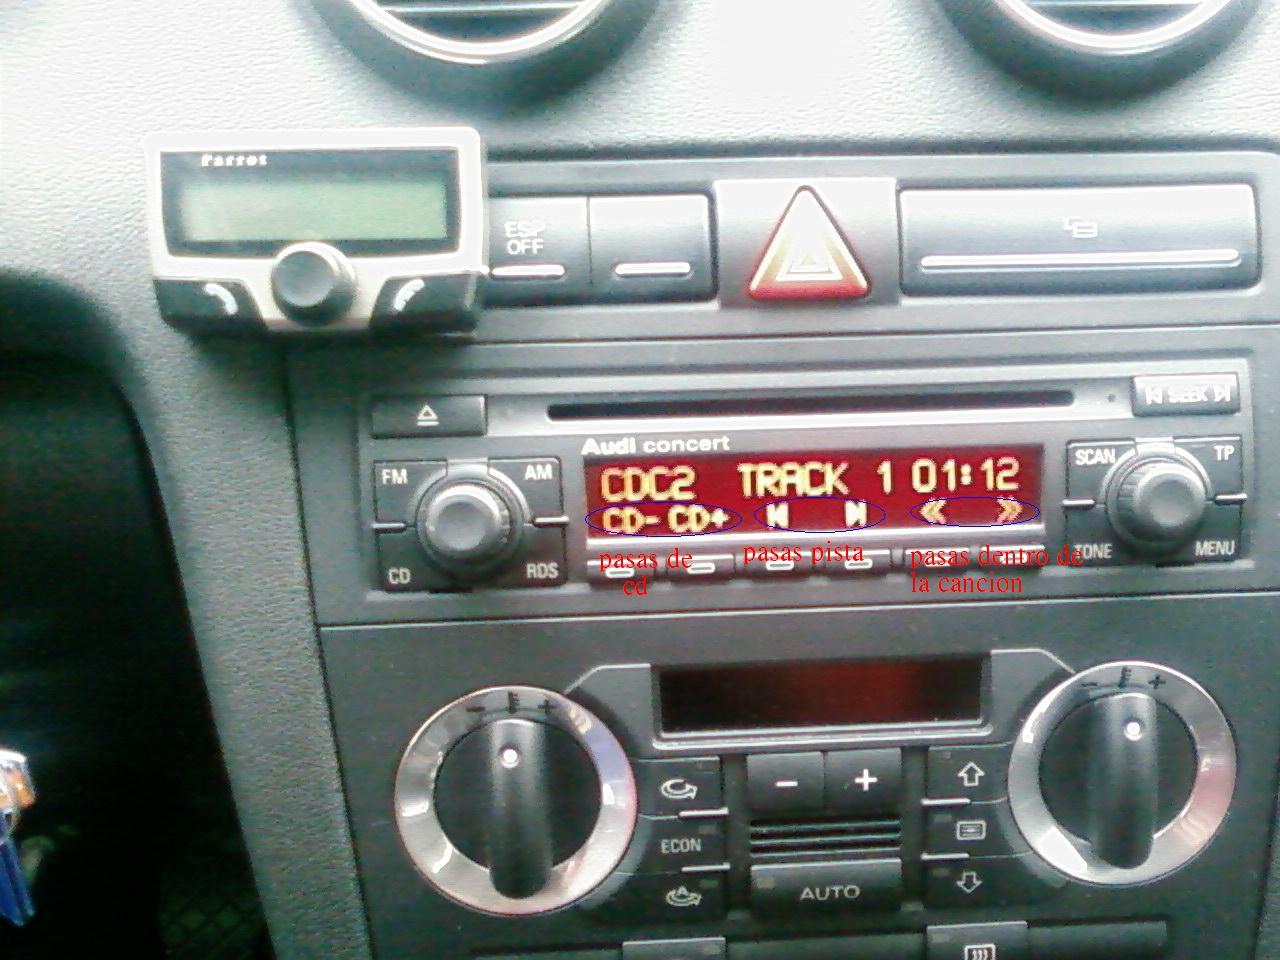 Parrot
ESP
OFF
SEEK
Audi concert
FM
AM
CDC2 TRACK 1 01:12
SCAN
TP
CD- CD+
pasas de
cd
pasas pista
pasas dentro de
la cancion
CD
RDS
TONE
MENU
- +
- +
- +
ECON
AUTO